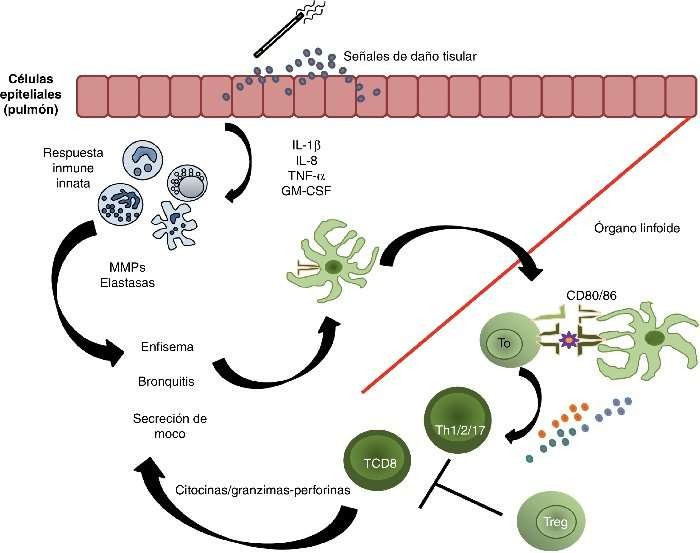 Señales de daño tisular
Células
epiteliales
(pulmón)
Respuesta
inmune
innata
IL-1β
IL-8
TNF-α
GM-CSF
Órgano linfoide
MMPs
Elastasas
CD80/86
To
Enfisema
Bronquitis
Secreción de
moco
Th1/2/17
TCD8
Citocinas/granzimas-perforinas
Treg